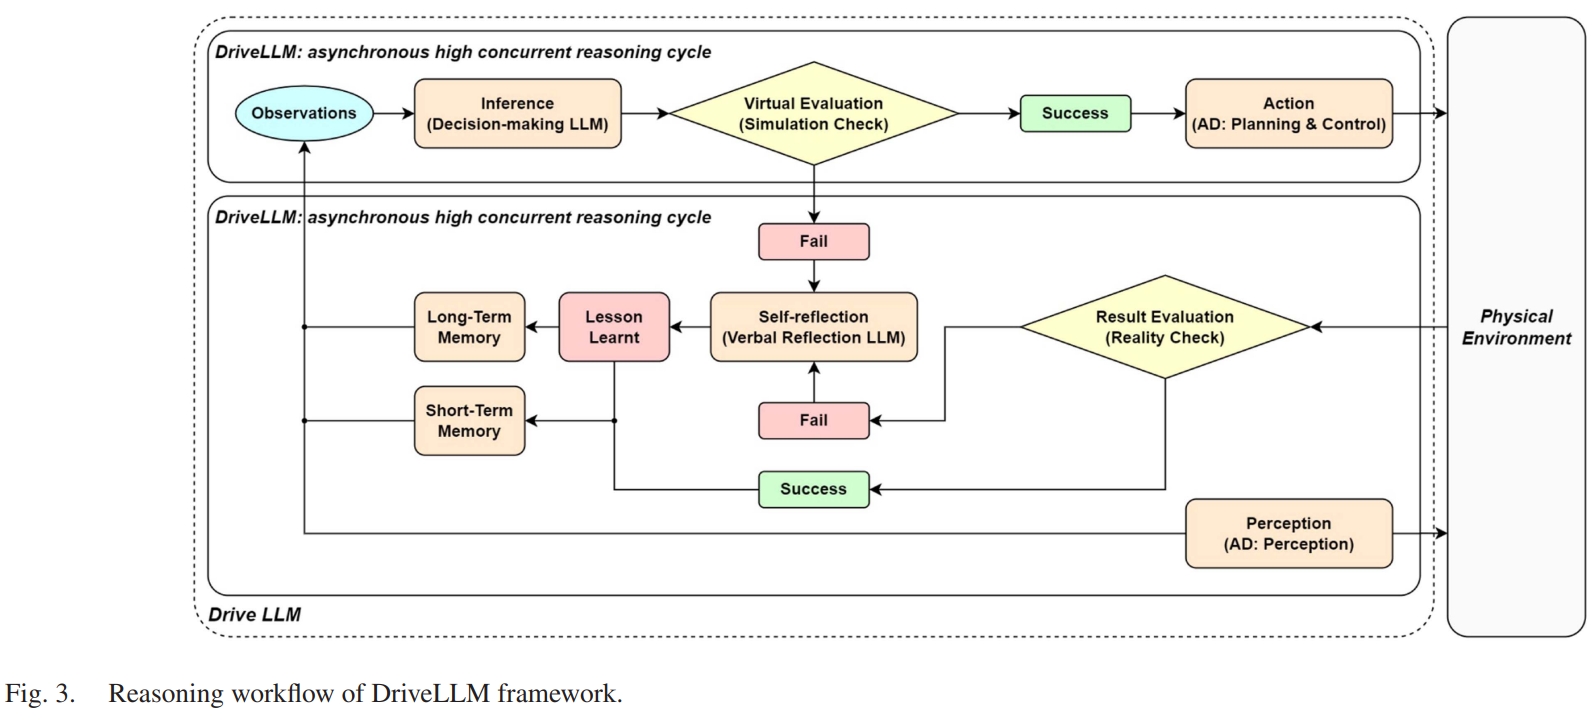 DriveLLM: asynchronous high concurrent reasoning cycle
Observations
Inference
(Decision-making LLM)
Virtual Evaluation
(Simulation Check)
Success
Action
(AD: Planning & Control)
DriveLLM: asynchronous high concurrent reasoning cycle
Fail
Long-Term
Memory
Lesson
Learnt
Self-reflection
(Verbal Reflection LLM)
Result Evaluation
(Reality Check)
Physical
Environment
Short-Term
Memory
Fail
Success
Perception
(AD: Perception)
Drive LLM
Fig. 3. Reasoning workflow of DriveLLM framework.